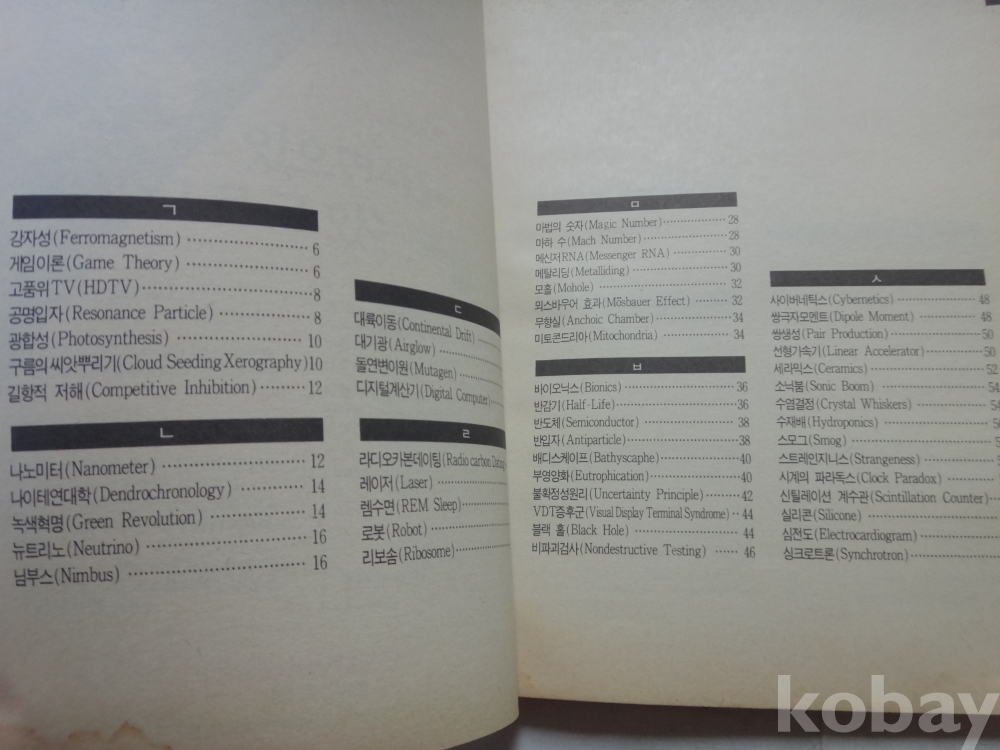 ㄱ
강자성(Ferromagnetism) 6
게임이론(Game Theory) 6
고품위TV(HDTV) 8
공명입자(Resonance Particle) 8
광합성(Photosynthesis) 10
구름의 씨앗뿌리기(Cloud Seeding Xerography)10
길항적 저해(Competitive Inhibition) 12
ㄴ
나노미터(Nanometer) 12
나이테연대학(Dendrochronology) 14
녹색혁명(Green Revolution) 14
뉴트리노(Neutrino) 16
님부스(Nimbus) 16
ㄷ
대륙이동(Continental Drift)
대기광(Airglow)
돌연변이원(Mutagen)
디지털계산기(Digital Computer)
ㄹ
라디오카본데이팅(Radio carbon Dating)
레이저(Laser)
렘수면(REM Sleep)
로봇(Robot)
리보솜(Ribosome)
ㅁ
마법의 숫자(Magic Number) 28
마하 수(Mach Number) 28
메신저RNA(Messenger RNA) 30
메탈리딩(Metalliding) 30
모홀(Mohole) 32
뫼스바우어 효과(Mösbauer Effect) 32
무향실(Anchoic Chamber) 34
미토콘드리아(Mitochondria) 34
ㅂ
바이오닉스(Bionics) 36
반감기(Half-Life) 36
반도체(Semiconductor) 38
반입자(Antiparticle) 38
배디스케이프(Bathyscaphe) 40
부영양화(Eutrophication) 40
불확정성원리(Uncertainty Principle) 42
VDT증후군(Visual Display Terminal Syndrome) 44
블랙 홀(Black Hole) 44
비파괴검사(Nondestructive Testing) 46
ㅅ
사이버네틱스(Cybernetics) 48
쌍극자모멘트(Dipole Moment) 48
쌍생성(Pair Production) 50
선형가속기(Linear Accelerator) 50
세라믹스(Ceramics) 52
소닉붐(Sonic Boom)
수염결정(Crystal Whiskers)
수재배(Hydroponics)
스모그(Smog)
스트레인지니스(Strangeness)
시계의 파라독스(Clock Paradox)
신틸레이션 계수관(Scintillation Counter)
실리콘(Silicone)
심전도(Electrocardiogram)
싱크로트론(Synchrotron)
kobay